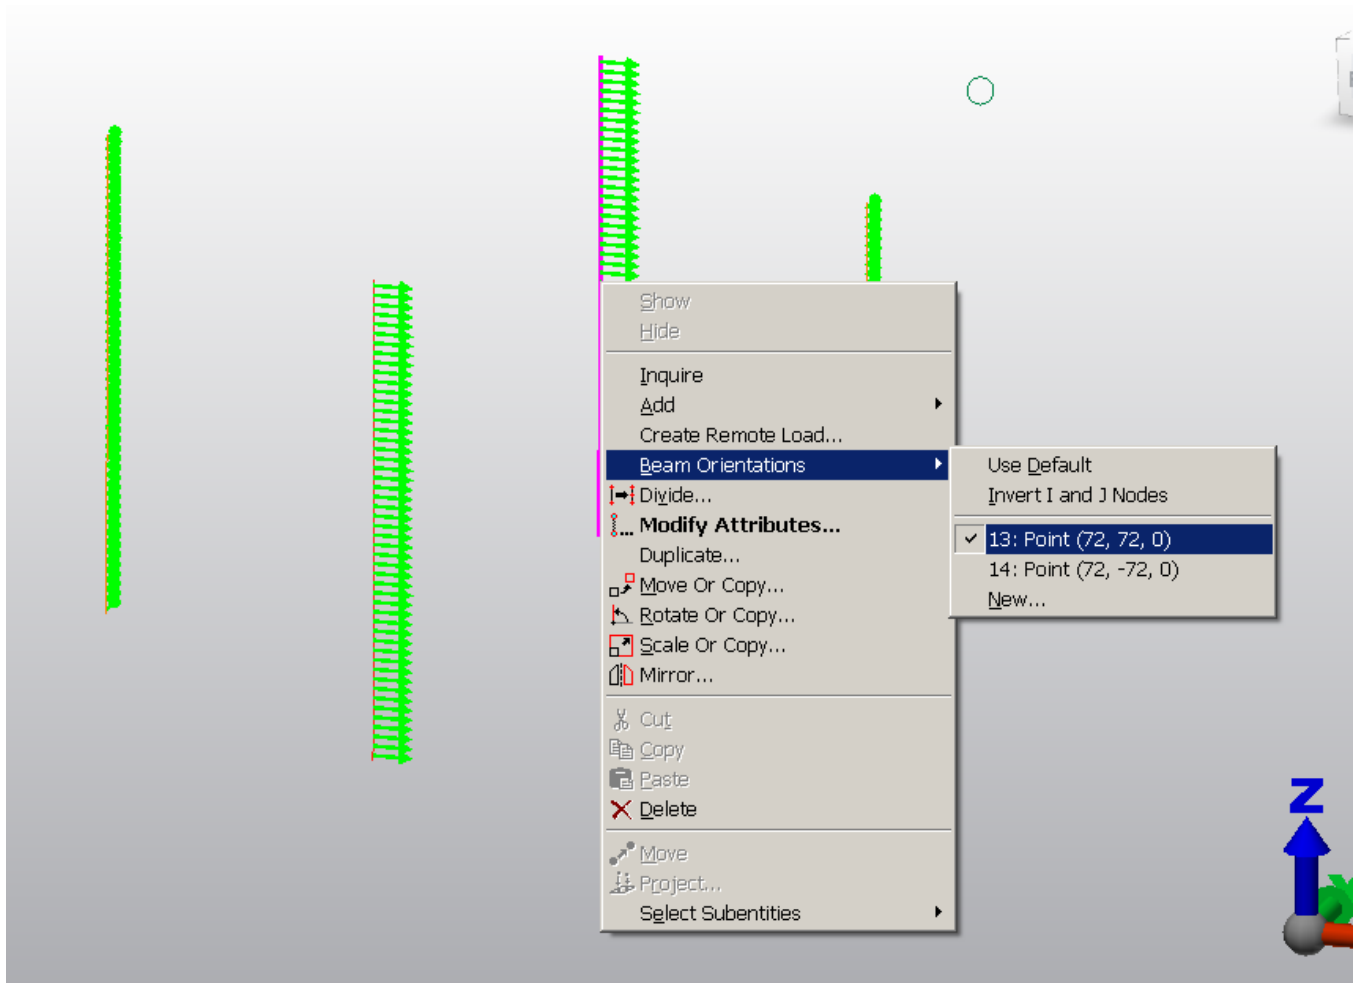 Show
Hide
Inquire
Add
Create Remote Load...
Beam Orientations
Use Default
Invert I and J Nodes
13: Point (72, 72, 0)
14: Point (72, -72, 0)
New...
Divide...
Modify Attributes...
Duplicate...
Move Or Copy...
Rotate Or Copy...
Scale Or Copy...
Mirror...
Cut
Copy
Paste
Delete
Move
Project...
Select Subentities
Z